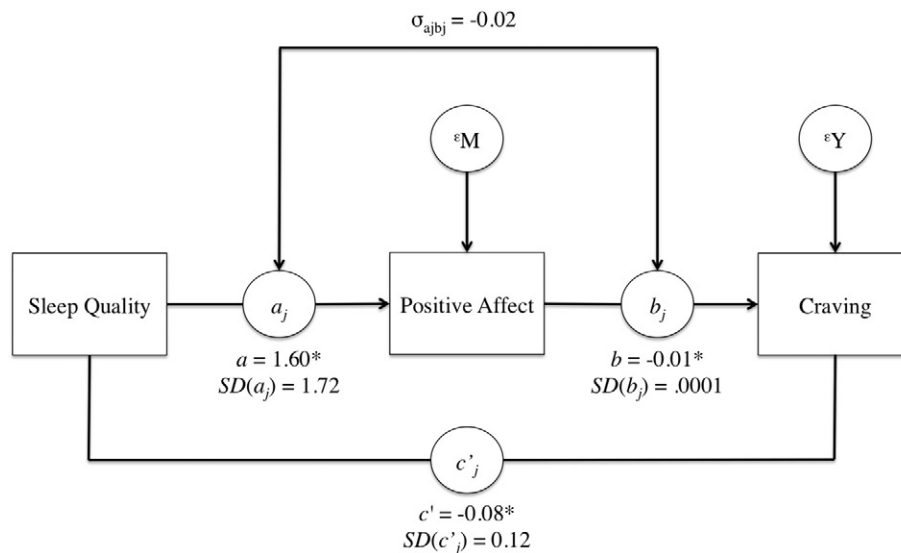 σajbj = -0.02
εM
εY
Sleep Quality
aj
Positive Affect
bj
Craving
a = 1.60*
SD(aj) = 1.72
b = -0.01*
SD(bj) = .0001
c’j
c' = -0.08*
SD(c’j) = 0.12